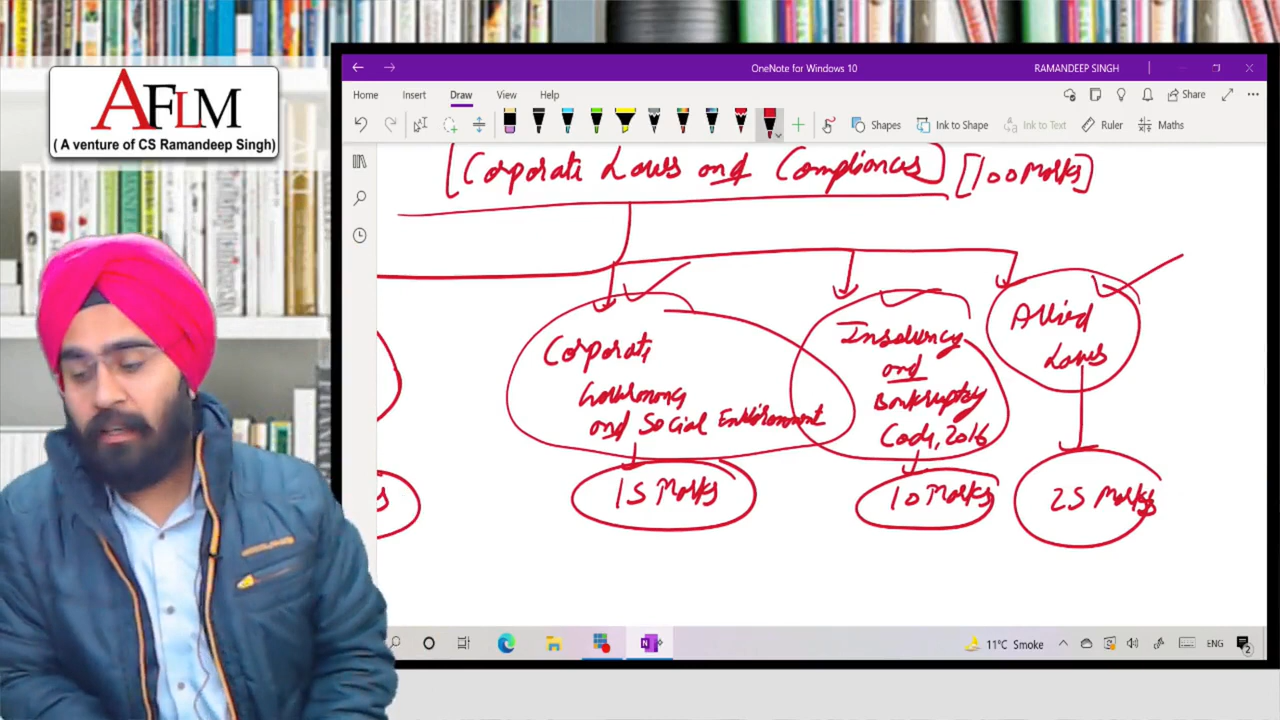 AFLM
( A venture of CS Ramandeep Singh)
OneNote for Windows 10
RAMANDEEP SINGH
Home
Insert
Draw
View
Help
Share
Shapes
Ink to Shape
Ink to Text
Ruler
Maths
[Corporate Laws and Compliances] [100 Marks]
Corporate
Governance
and Social Environment
15 Marks
Insolvency
and
Bankruptcy
Code, 2016
10 Marks
Allied
Laws
25 Marks
11°C Smoke
ENG
2